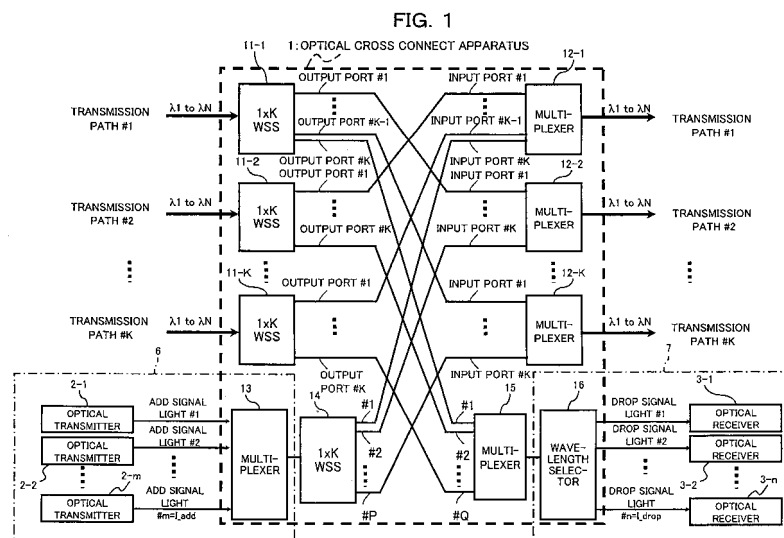 FIG. 1
1:OPTICAL CROSS CONNECT APPARATUS
11-1
12-1
OUTPUT PORT #1
INPUT PORT #1
λ1 to λN
1xK WSS
MULTI-PLEXER
λ1 to λN
TRANSMISSION PATH #1
OUTPUT PORT #K-1
INPUT PORT #K-1
TRANSMISSION PATH #1
11-2
OUTPUT PORT #K
INPUT PORT #K
12-2
OUTPUT PORT #1
INPUT PORT #1
λ1 to λN
1xK WSS
MULTI-PLEXER
λ1 to λN
TRANSMISSION PATH #2
OUTPUT PORT #K
INPUT PORT #K
TRANSMISSION PATH #2
11-K
12-K
OUTPUT PORT #1
INPUT PORT #1
λ1 to λN
1xK WSS
MULTI-PLEXER
λ1 to λN
TRANSMISSION PATH #K
TRANSMISSION PATH #K
OUTPUT PORT #K
INPUT PORT #K
6
7
2-1
13
14
15
16
3-1
OPTICAL TRANSMITTER
ADD SIGNAL LIGHT #1
#1
#1
DROP SIGNAL LIGHT #1
OPTICAL RECEIVER
OPTICAL TRANSMITTER
ADD SIGNAL LIGHT #2
MULTI-PLEXER
1xK WSS
#2
#2
MULTI-PLEXER
WAVE-LENGTH SELEC-TOR
DROP SIGNAL LIGHT #2
OPTICAL RECEIVER
2-2
2-m
3-2
3-n
OPTICAL TRANSMITTER
ADD SIGNAL LIGHT
#m=l_add
#P
#Q
DROP SIGNAL LIGHT
#n=l_drop
OPTICAL RECEIVER